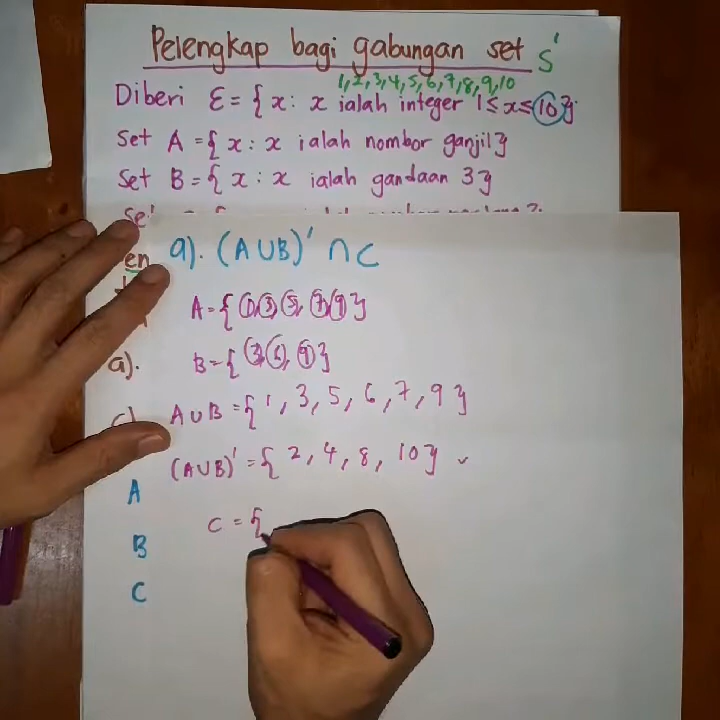 Pelengkap bagi gabungan set S'
1, 2, 3, 4, 5, 6, 7, 8, 9, 10
Diberi ε = { x : x ialah integer 1 ≤ x ≤ 10 }
Set A = { x : x ialah nombor ganjil }
Set B = { x : x ialah gandaan 3 }
a). (A ∪ B)' ∩ C
A = { 1, 3, 5, 7, 9 }
a). B = { 3, 6, 9 }
A ∪ B = { 1, 3, 5, 6, 7, 9 }
(A ∪ B)' = { 2, 4, 8, 10 } ✓
A
C = {
B
C